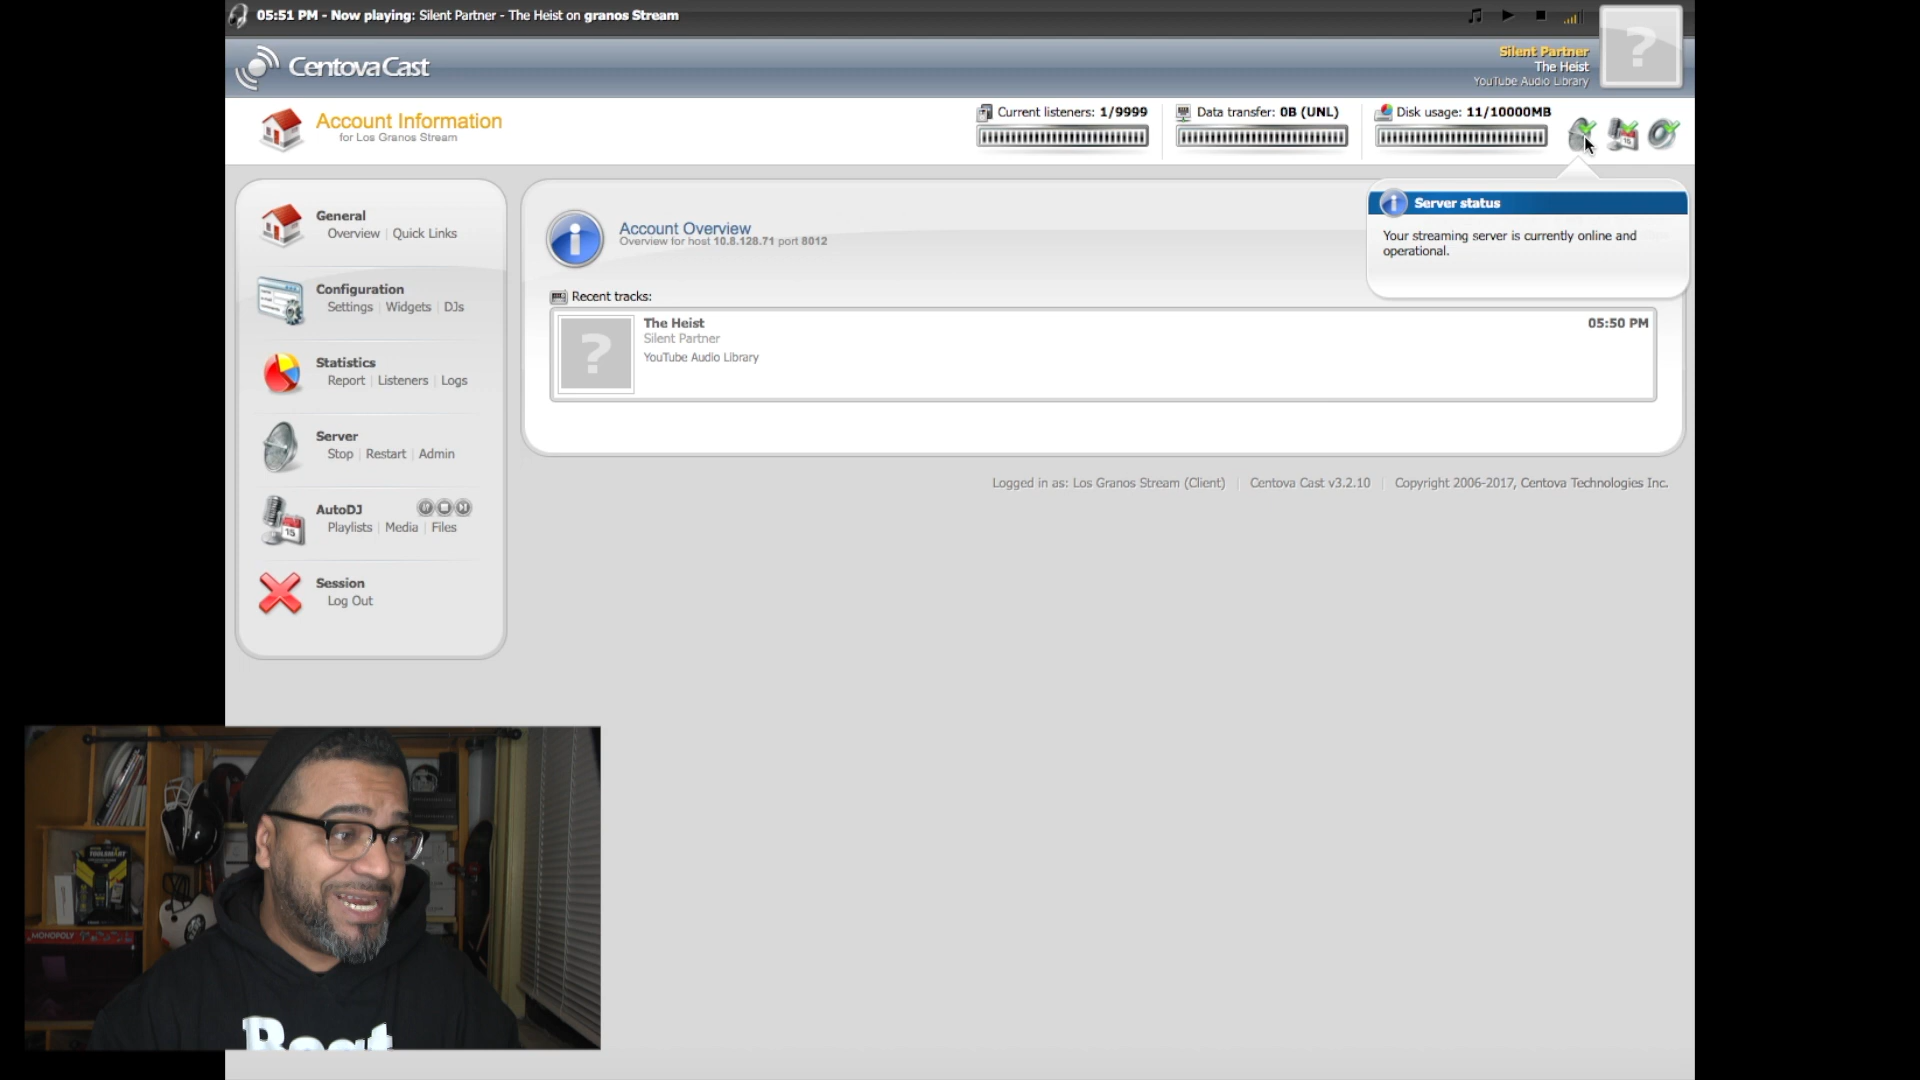 05:51 PM - Now playing: Silent Partner - The Heist on granos Stream
CentovaCast
Silent Partner
The Heist
YouTube Audio Library
?
Account Information
for Los Granos Stream
Current listeners: 1/9999
Data transfer: 0B (UNL)
Disk usage: 11/10000MB
15
General
Overview | Quick Links
Configuration
Settings | Widgets | DJs
Statistics
Report | Listeners | Logs
Server
Stop | Restart | Admin
AutoDJ
Playlists | Media | Files
15
Session
Log Out
i
Account Overview
Overview for host 10.8.128.71 port 8012
i
Server status
Your streaming server is currently online and
operational.
Recent tracks:
?
The Heist
05:50 PM
Silent Partner
YouTube Audio Library
Logged in as: Los Granos Stream (Client) | Centova Cast v3.2.10 | Copyright 2006-2017, Centova Technologies Inc.
MONOPOLY
Beat